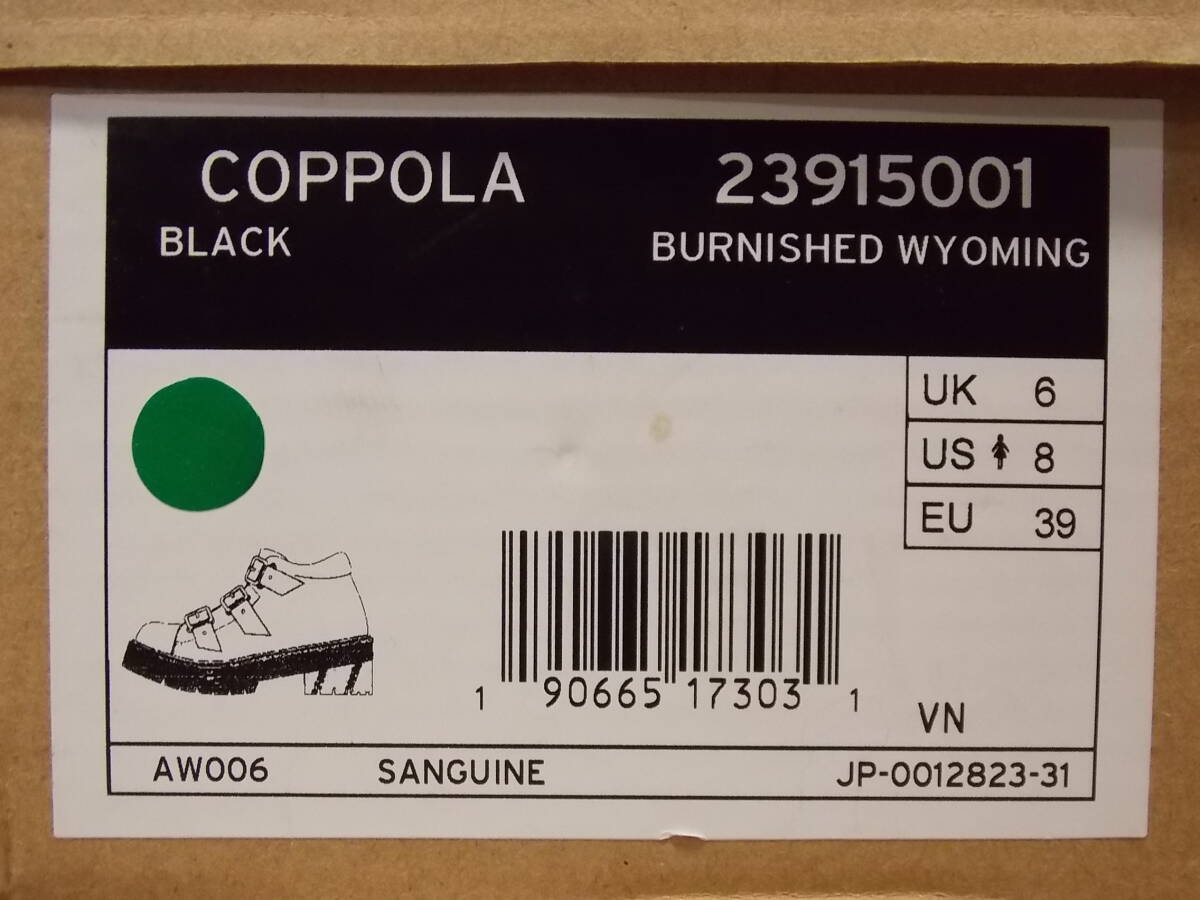 COPPOLA 23915001
BLACK BURNISHED WYOMING
UK 6
US 8
EU 39
1 90665 17303 1
VN
AW006 SANGUINE JP-0012823-31